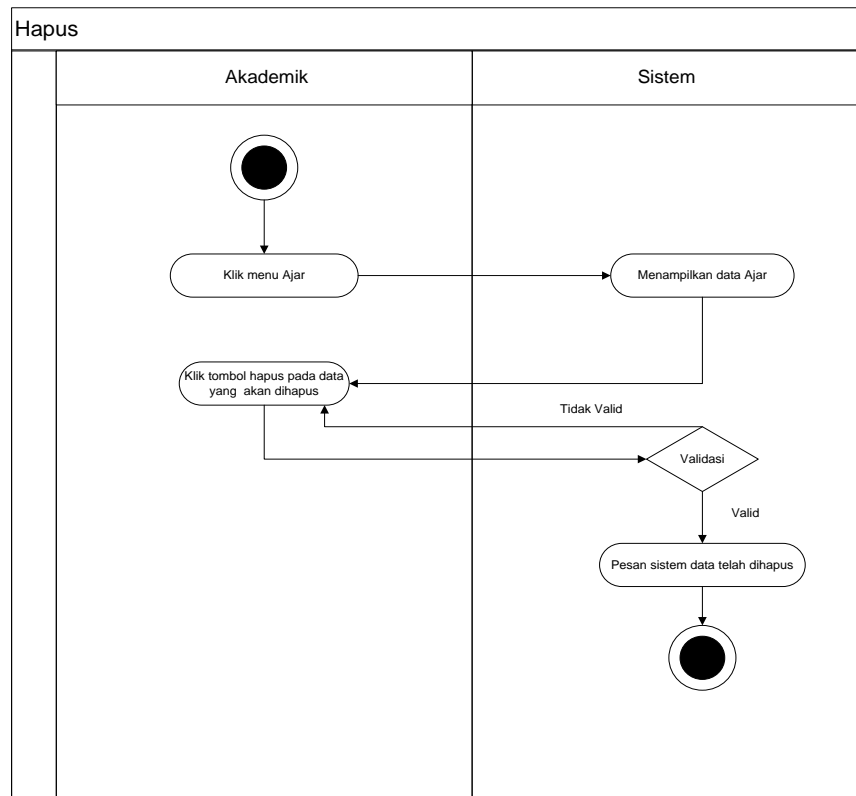 Hapus
Akademik
Sistem
Klik menu Ajar
Menampilkan data Ajar
Klik tombol hapus pada data
yang akan dihapus
Tidak Valid
Validasi
Valid
Pesan sistem data telah dihapus